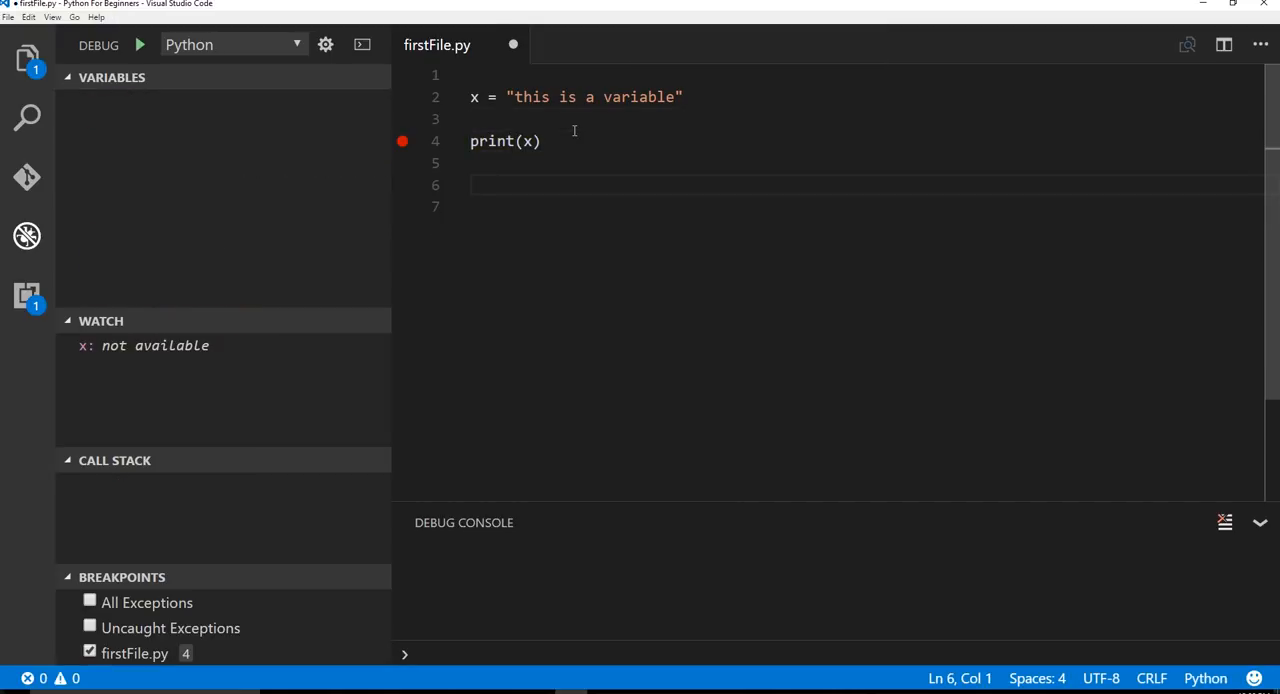 ● firstFile.py - Python For Beginners - Visual Studio Code
File Edit View Go Help
DEBUG Python
VARIABLES
WATCH
x: not available
CALL STACK
BREAKPOINTS
All Exceptions
Uncaught Exceptions
firstFile.py 4
1
1
firstFile.py
1
2 x = "this is a variable"
3
4 print(x)
5
6
7
DEBUG CONSOLE
0 0
Ln 6, Col 1 Spaces: 4 UTF-8 CRLF Python